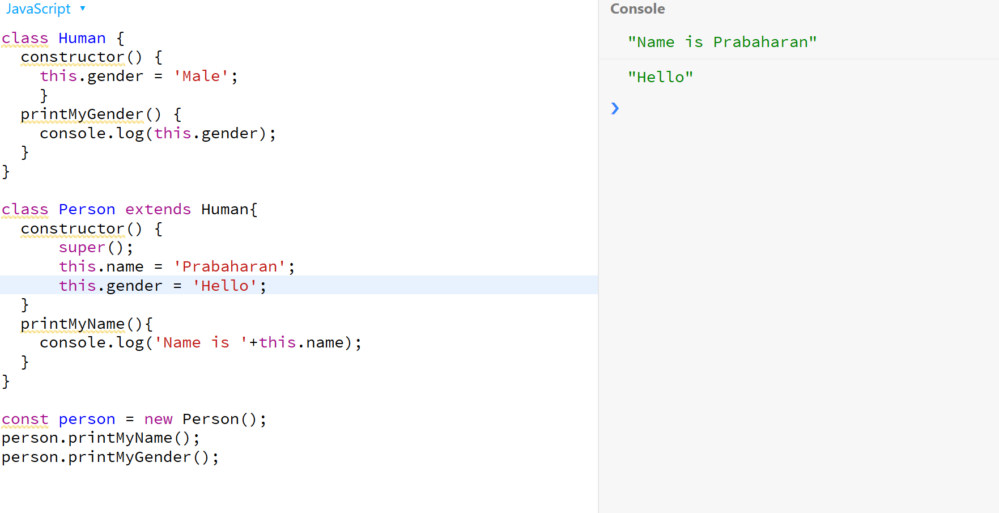 JavaScript ▾
class Human {
  constructor() {
    this.gender = 'Male';
    }
  printMyGender() {
    console.log(this.gender);
  }
}

class Person extends Human{
  constructor() {
      super();
      this.name = 'Prabaharan';
      this.gender = 'Hello';
  }
  printMyName(){
    console.log('Name is '+this.name);
  }
}

const person = new Person();
person.printMyName();
person.printMyGender();
Console
"Name is Prabaharan"
"Hello"
❯